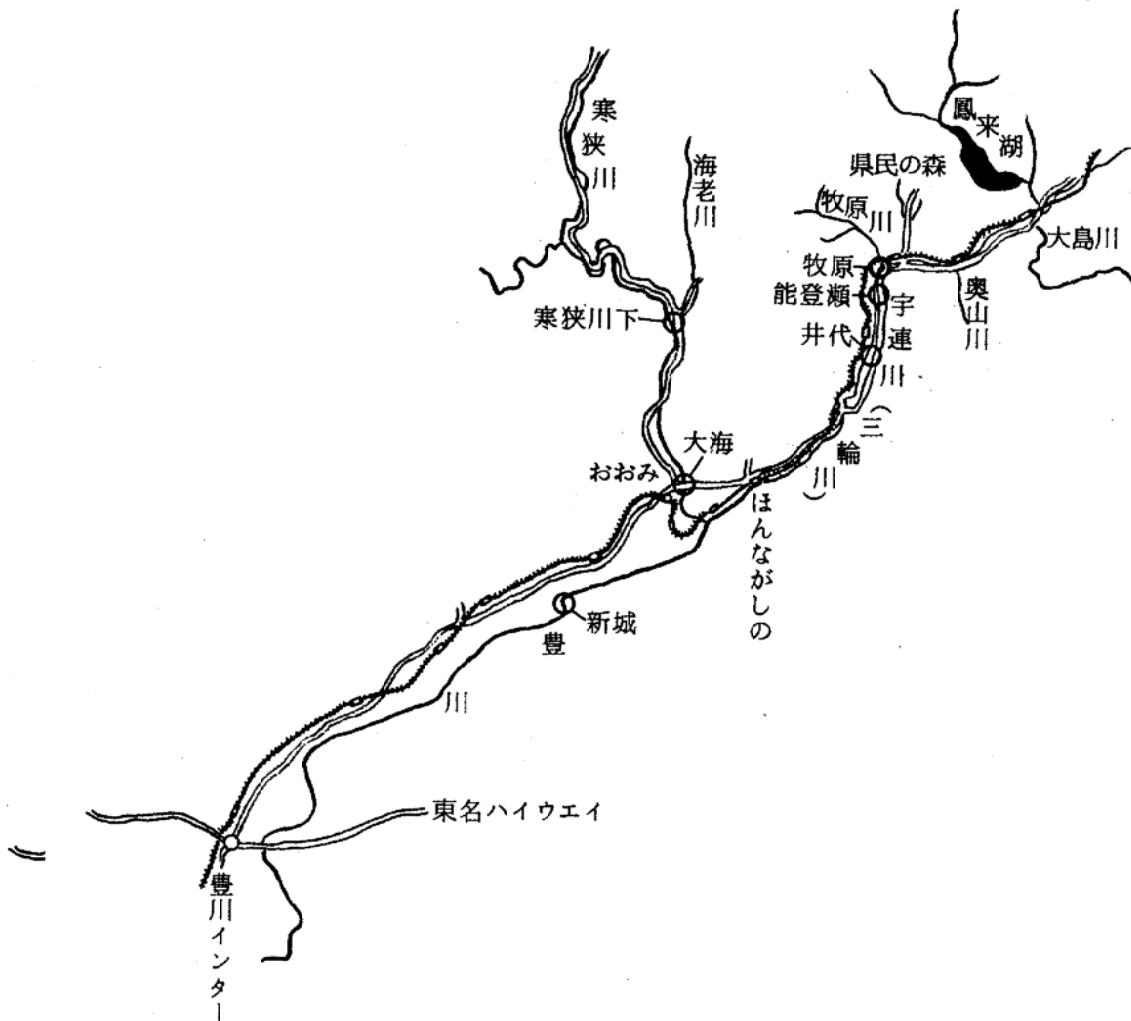 寒狭川
海老川
鳳来湖
県民の森
牧原川
大島川
牧原
能登瀬
奥山川
宇連川
寒狭川下
井代
(三輪川)
大海
おおみ
ほんながしの
新城
豊川
東名ハイウエイ
豊川インター